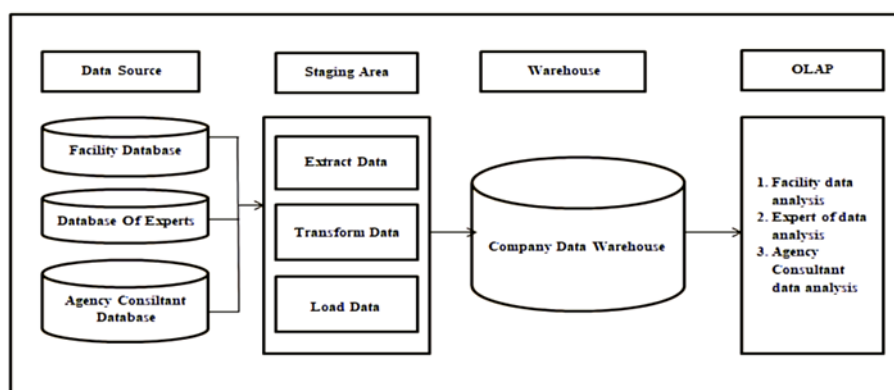 Data Source
Staging Area
Warehouse
OLAP
Facility Database
Database Of Experts
Agency Consiltant
Database
Extract Data
Transform Data
Load Data
Company Data Warehouse
1. Facility data
analysis
2. Expert of data
analysis
3. Agency
Consultant
data analysis